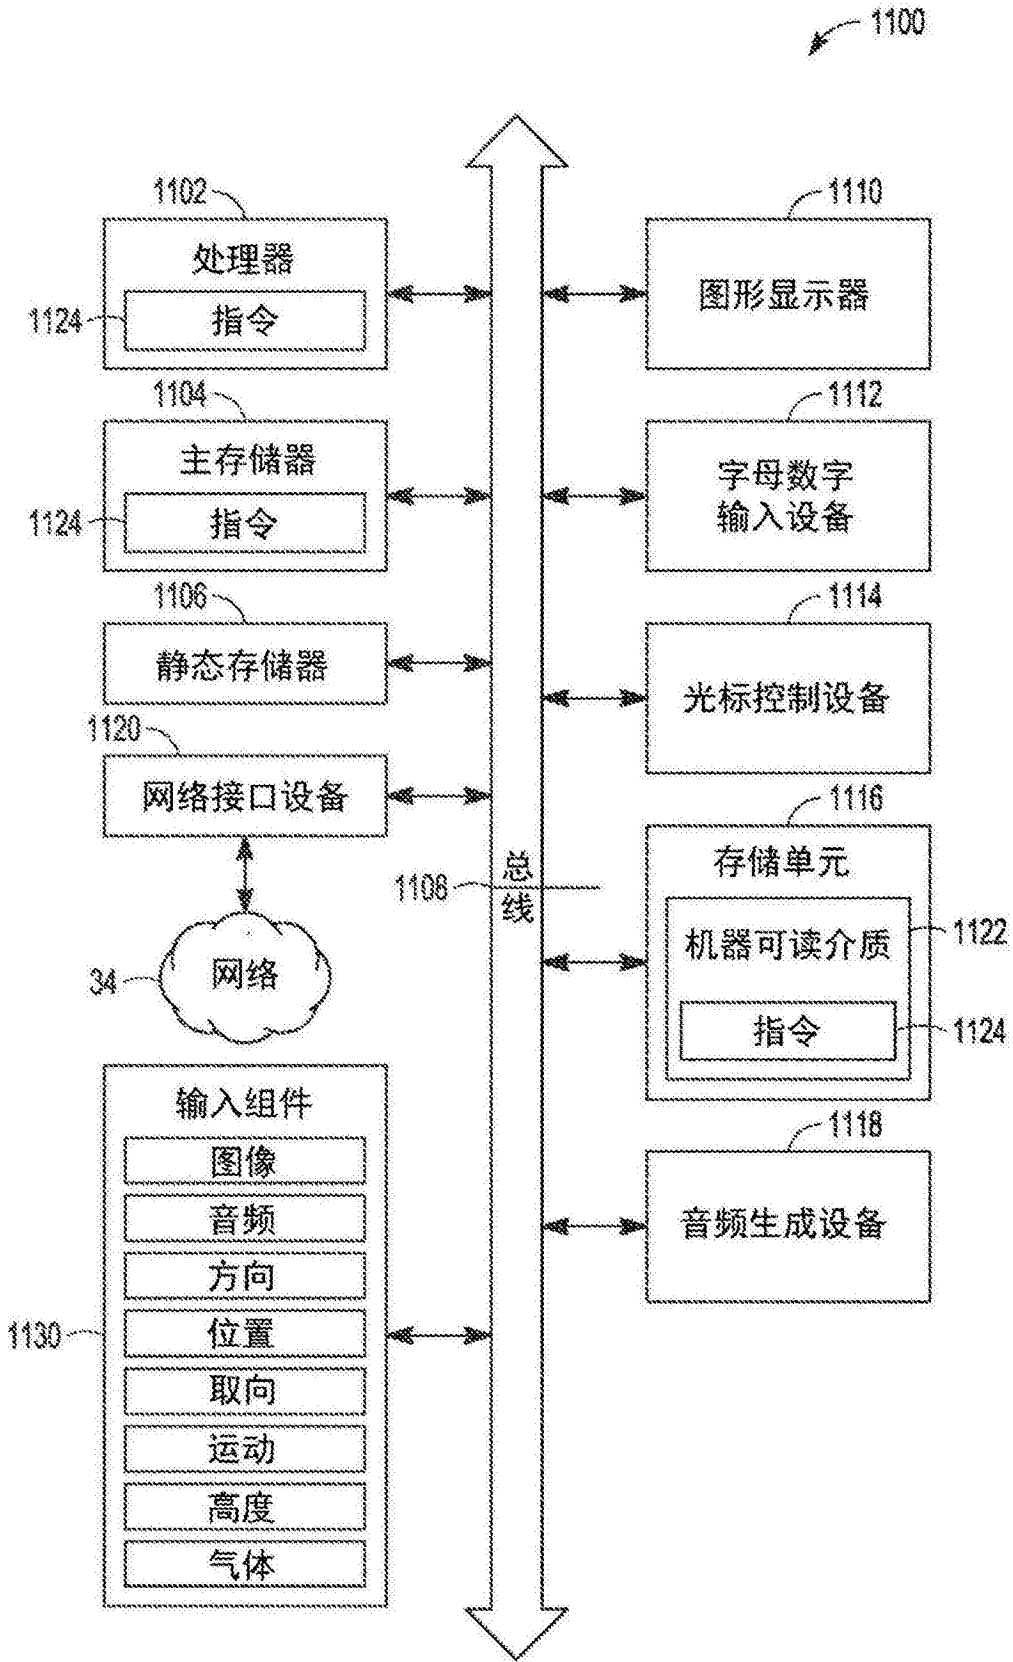 1100
1102
处理器
1124
指令
1104
主存储器
1124
指令
1106
静态存储器
1120
网络接口设备
34
网络
输入组件
图像
音频
方向
位置
取向
运动
高度
气体
1130
总线
1108
1110
图形显示器
1112
字母数字
输入设备
1114
光标控制设备
1116
存储单元
机器可读介质
1122
指令
1124
1118
音频生成设备